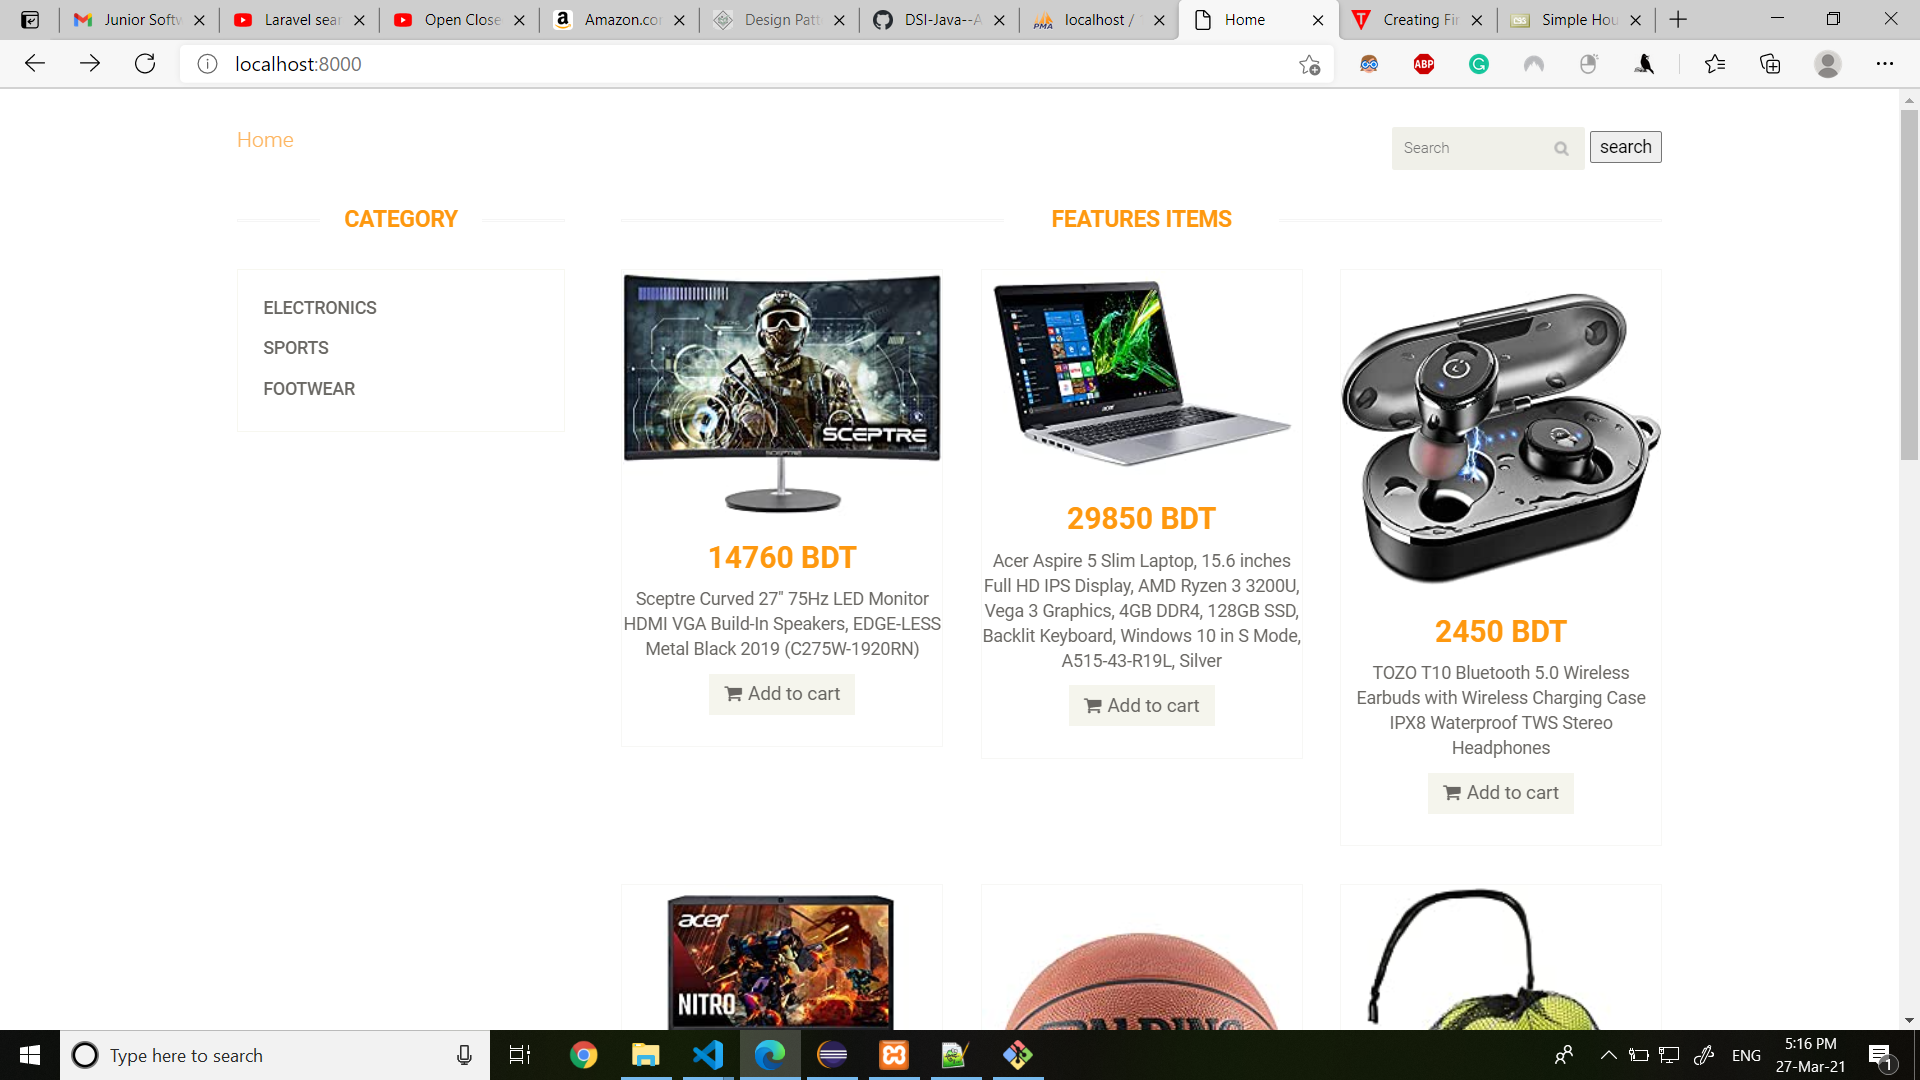 Junior Softw
Laravel sear
Open Close
Amazon.co
Design Patt
DSI-Java--A
localhost /
Home
Creating Fir
Simple Hou
localhost:8000
ABP
Home
Search
search
CATEGORY
FEATURES ITEMS
ELECTRONICS
SPORTS
FOOTWEAR
SCEPTRE
SCEPTRE
14760 BDT
Sceptre Curved 27" 75Hz LED Monitor
HDMI VGA Build-In Speakers, EDGE-LESS
Metal Black 2019 (C275W-1920RN)
Add to cart
acer
29850 BDT
Acer Aspire 5 Slim Laptop, 15.6 inches
Full HD IPS Display, AMD Ryzen 3 3200U,
Vega 3 Graphics, 4GB DDR4, 128GB SSD,
Backlit Keyboard, Windows 10 in S Mode,
A515-43-R19L, Silver
Add to cart
2450 BDT
TOZO T10 Bluetooth 5.0 Wireless
Earbuds with Wireless Charging Case
IPX8 Waterproof TWS Stereo
Headphones
Add to cart
acer
NITRO
SPALDING
Type here to search
ENG
5:16 PM
27-Mar-21
1